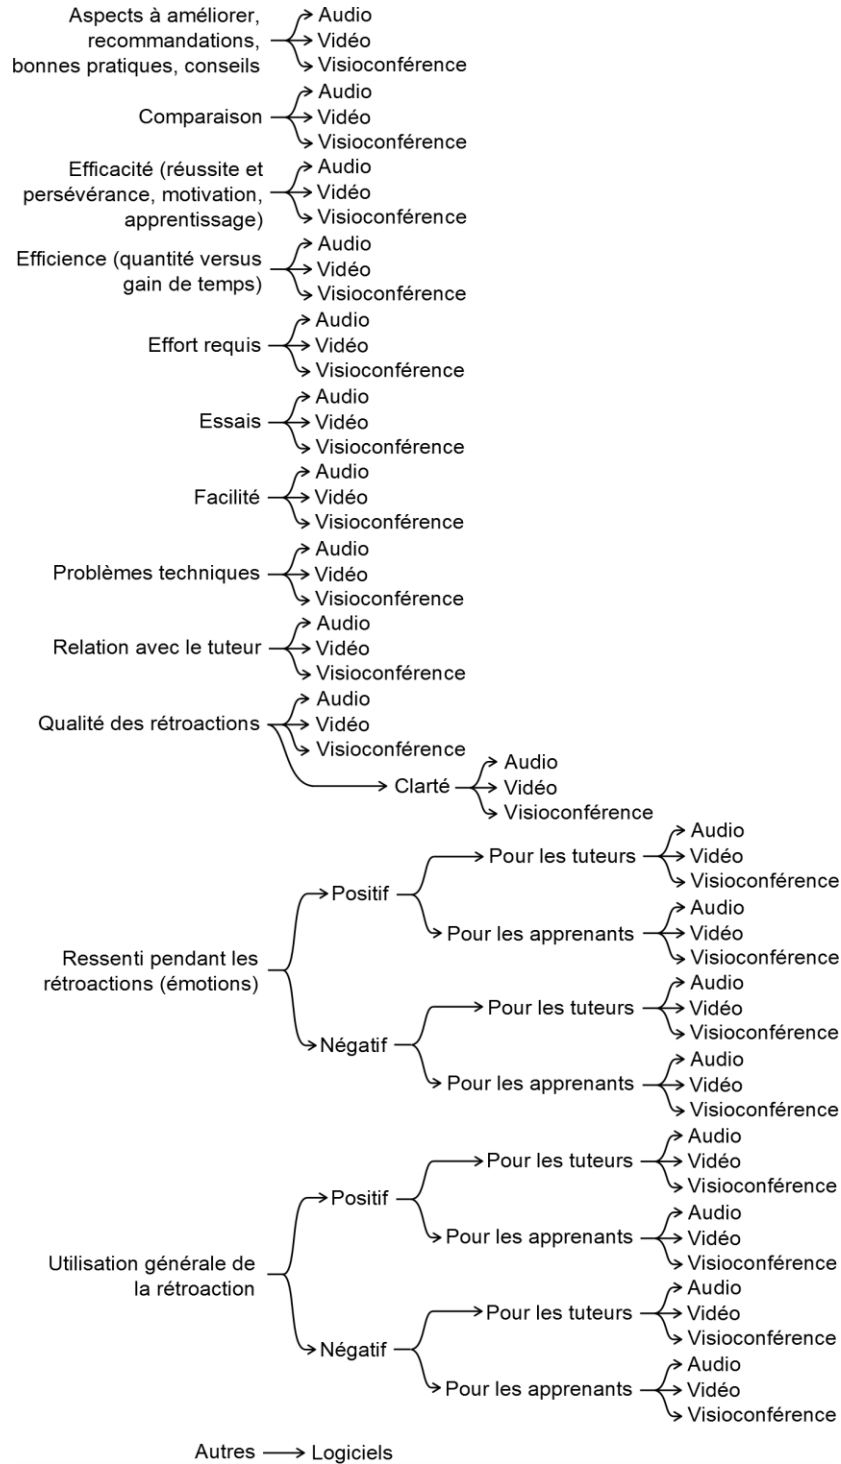 Aspects à améliorer,
recommandations,
bonnes pratiques, conseils
Audio
Vidéo
Visioconférence
Comparaison
Audio
Vidéo
Visioconférence
Efficacité (réussite et
persévérance, motivation,
apprentissage)
Audio
Vidéo
Visioconférence
Efficience (quantité versus
gain de temps)
Audio
Vidéo
Visioconférence
Effort requis
Audio
Vidéo
Visioconférence
Essais
Audio
Vidéo
Visioconférence
Facilité
Audio
Vidéo
Visioconférence
Problèmes techniques
Audio
Vidéo
Visioconférence
Relation avec le tuteur
Audio
Vidéo
Visioconférence
Qualité des rétroactions
Audio
Vidéo
Visioconférence
Clarté
Audio
Vidéo
Visioconférence
Ressenti pendant les
rétroactions (émotions)
Positif
Pour les tuteurs
Audio
Vidéo
Visioconférence
Pour les apprenants
Audio
Vidéo
Visioconférence
Négatif
Pour les tuteurs
Audio
Vidéo
Visioconférence
Pour les apprenants
Audio
Vidéo
Visioconférence
Utilisation générale de
la rétroaction
Positif
Pour les tuteurs
Audio
Vidéo
Visioconférence
Pour les apprenants
Audio
Vidéo
Visioconférence
Négatif
Pour les tuteurs
Audio
Vidéo
Visioconférence
Pour les apprenants
Audio
Vidéo
Visioconférence
Autres
Logiciels